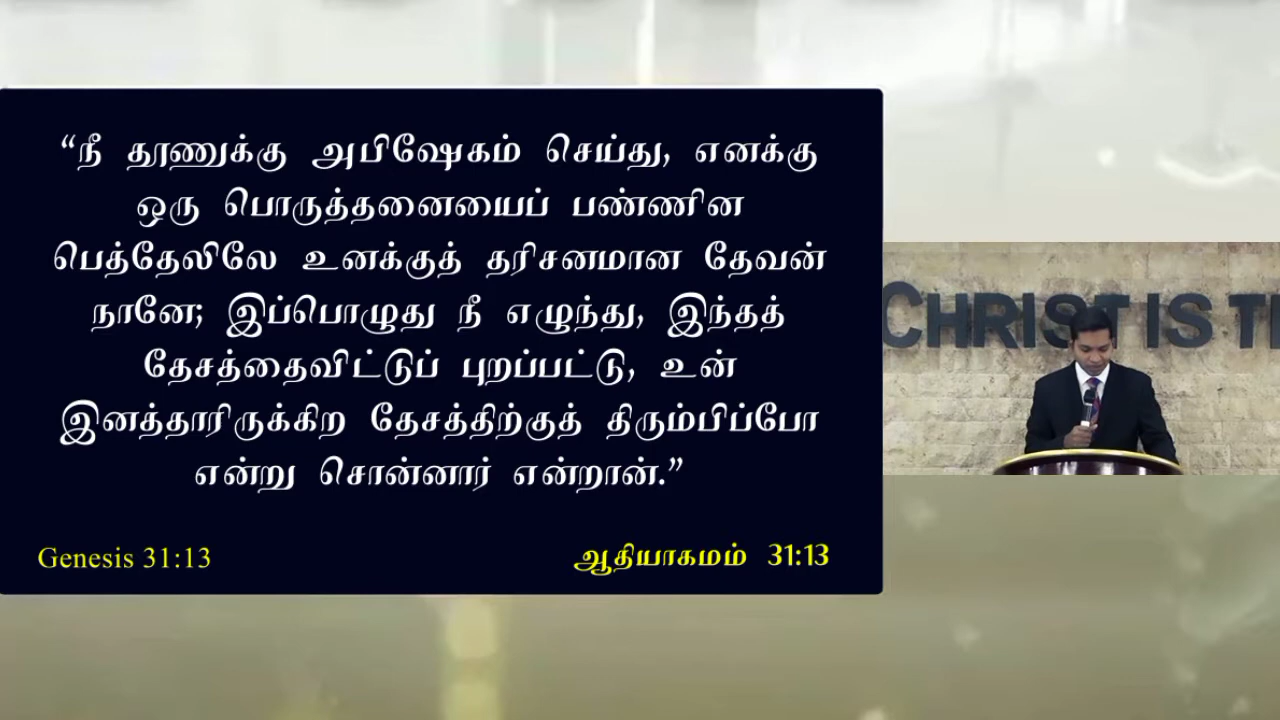 “நீ தூணுக்கு அபிஷேகம் செய்து, எனக்கு
ஒரு பொருத்தனையைப் பண்ணின
பெத்தேலிலே உனக்குத் தரிசனமான தேவன்
நானே; இப்பொழுது நீ எழுந்து, இந்தத்
தேசத்தைவிட்டுப் புறப்பட்டு, உன்
இனத்தாரிருக்கிற தேசத்திற்குத் திரும்பிப்போ
என்று சொன்னார் என்றான்.”
Genesis 31:13 ஆதியாகமம் 31:13
CHRIST IS T